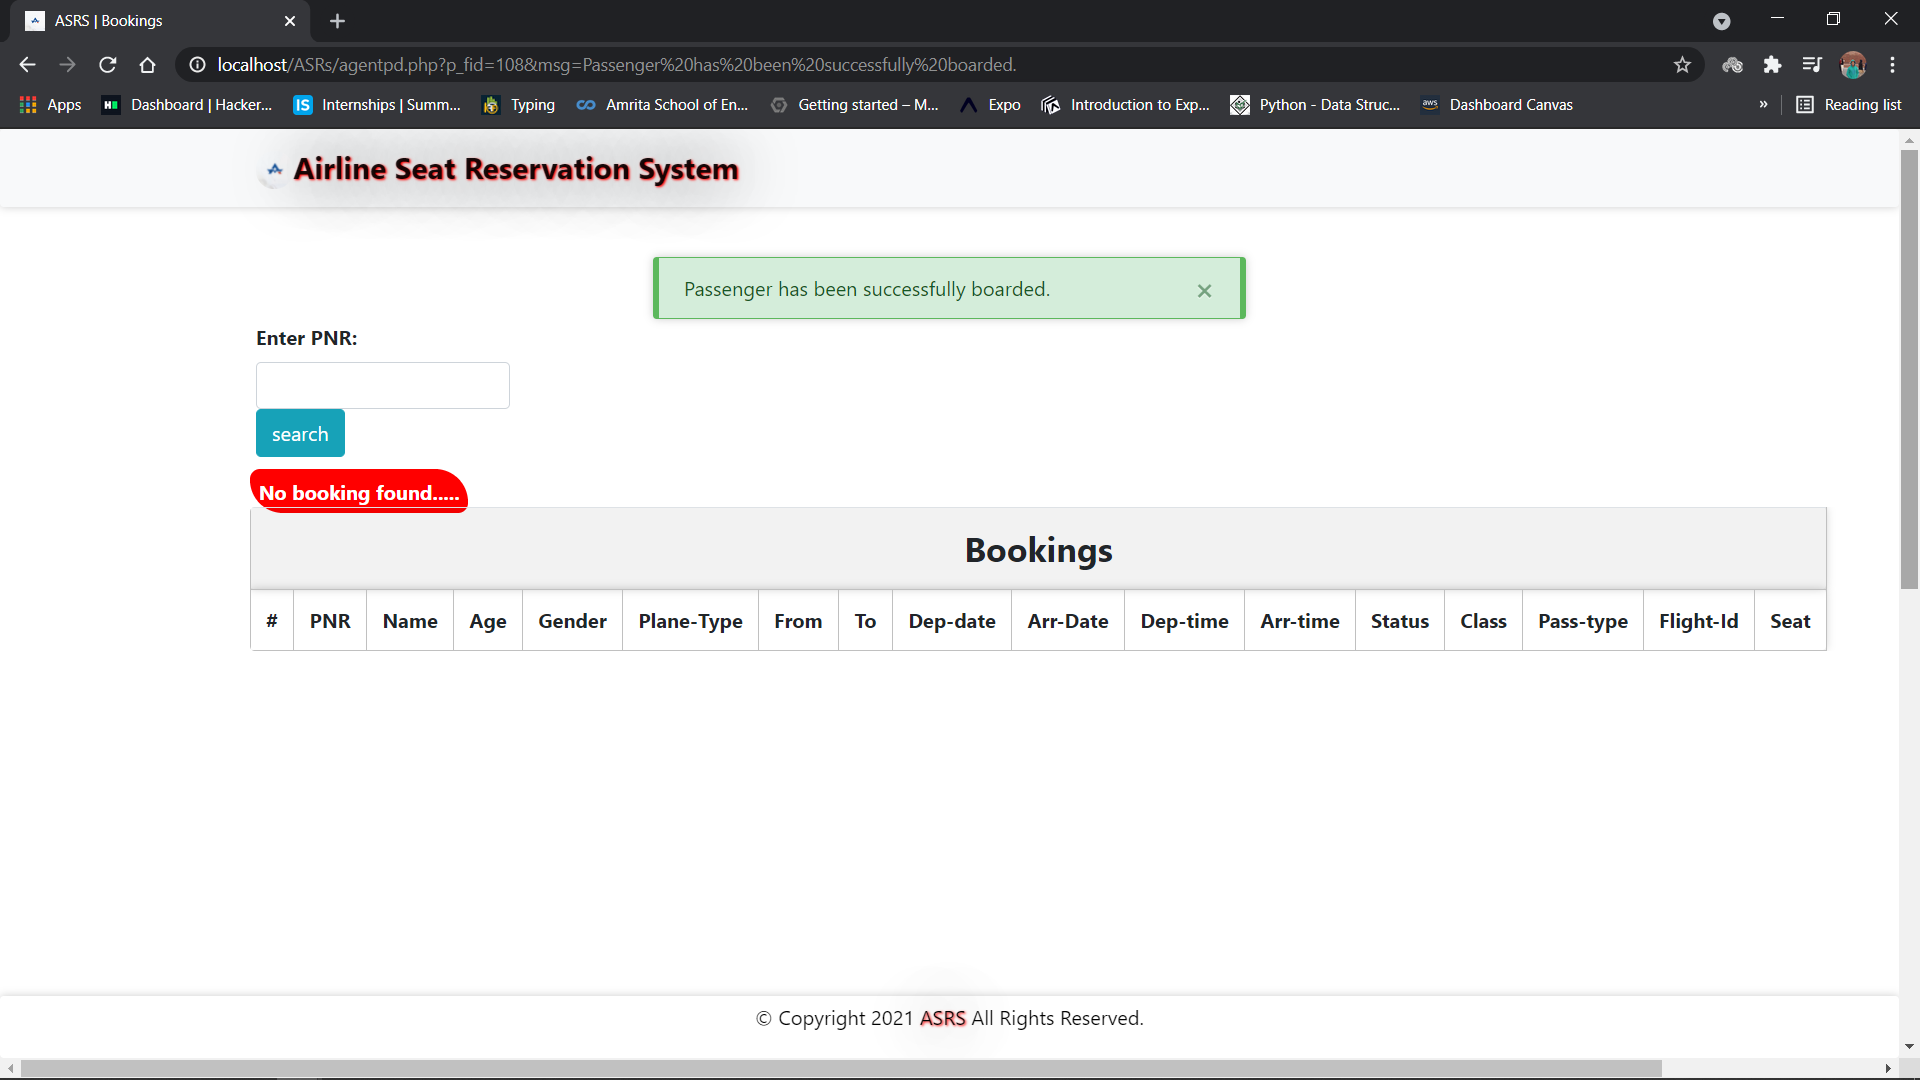 ASRS | Bookings
localhost/ASRs/agentpd.php?p_fid=108&msg=Passenger%20has%20been%20successfully%20boarded.
Apps Dashboard | Hacker... IS Internships | Summ... Typing Amrita School of En... Getting started – M... Expo Introduction to Exp... Python - Data Struc... aws Dashboard Canvas » Reading list
Airline Seat Reservation System
Passenger has been successfully boarded. ×
Enter PNR:
search
No booking found.....
Bookings
# PNR Name Age Gender Plane-Type From To Dep-date Arr-Date Dep-time Arr-time Status Class Pass-type Flight-Id Seat
© Copyright 2021 ASRS All Rights Reserved.